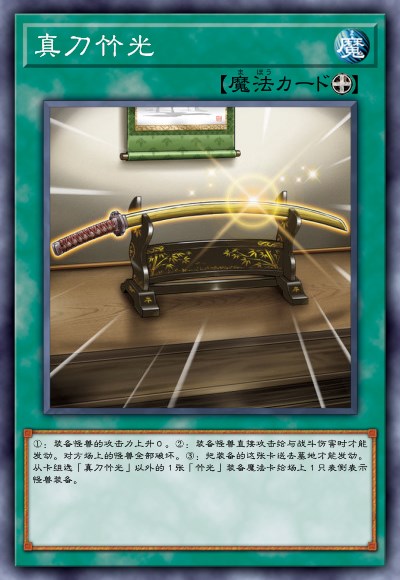 真刀竹光
魔
【魔法カード】
まほう
①：装备怪兽的攻击力上升０。②：装备怪兽直接攻击给与战斗伤害时才能
发动。对方场上的怪兽全部破坏。③：把装备的这张卡送去墓地才能发动。
从卡组选「真刀竹光」以外的１张「竹光」装备魔法卡给场上１只表侧表示
怪兽装备。